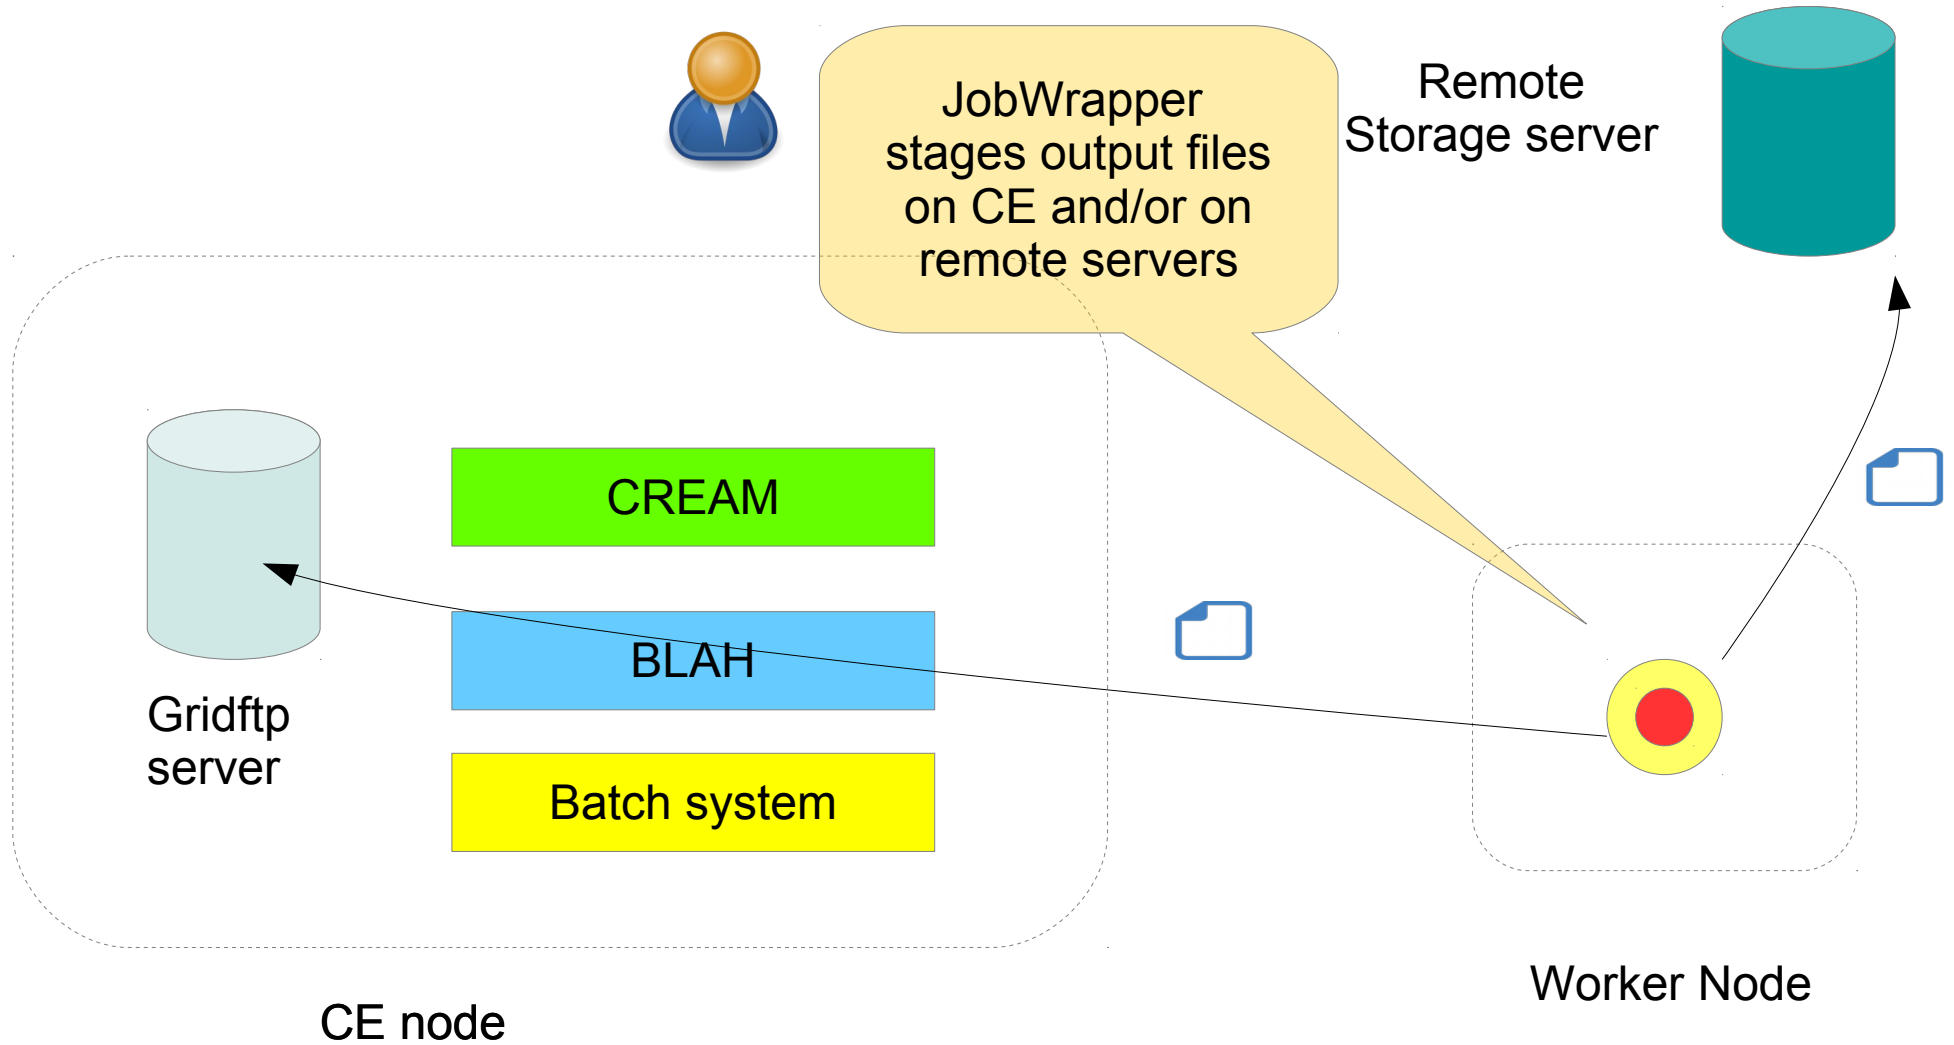 JobWrapper
stages output files
on CE and/or on
remote servers
Remote
Storage server
CREAM
BLAH
Batch system
Gridftp
server
Worker Node
CE node